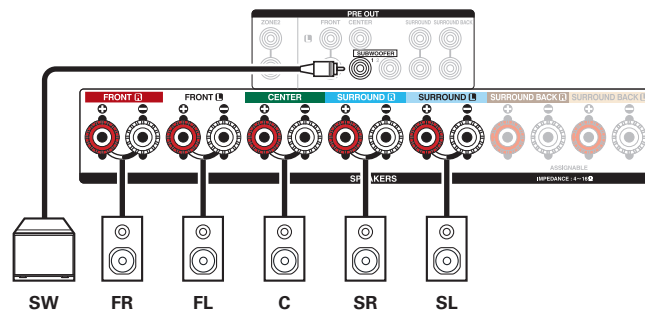 PRE OUT
ZONE2 FRONT CENTER SURROUND SURROUND BACK
L
SUBWOOFER
1 2
FRONT R FRONT L CENTER SURROUND R SURROUND L SURROUND BACK R SURROUND BACK L
+ − + − + − + − + − + − + −
ASSIGNABLE
SPEAKERS IMPEDANCE : 4~16Ω
SW FR FL C SR SL